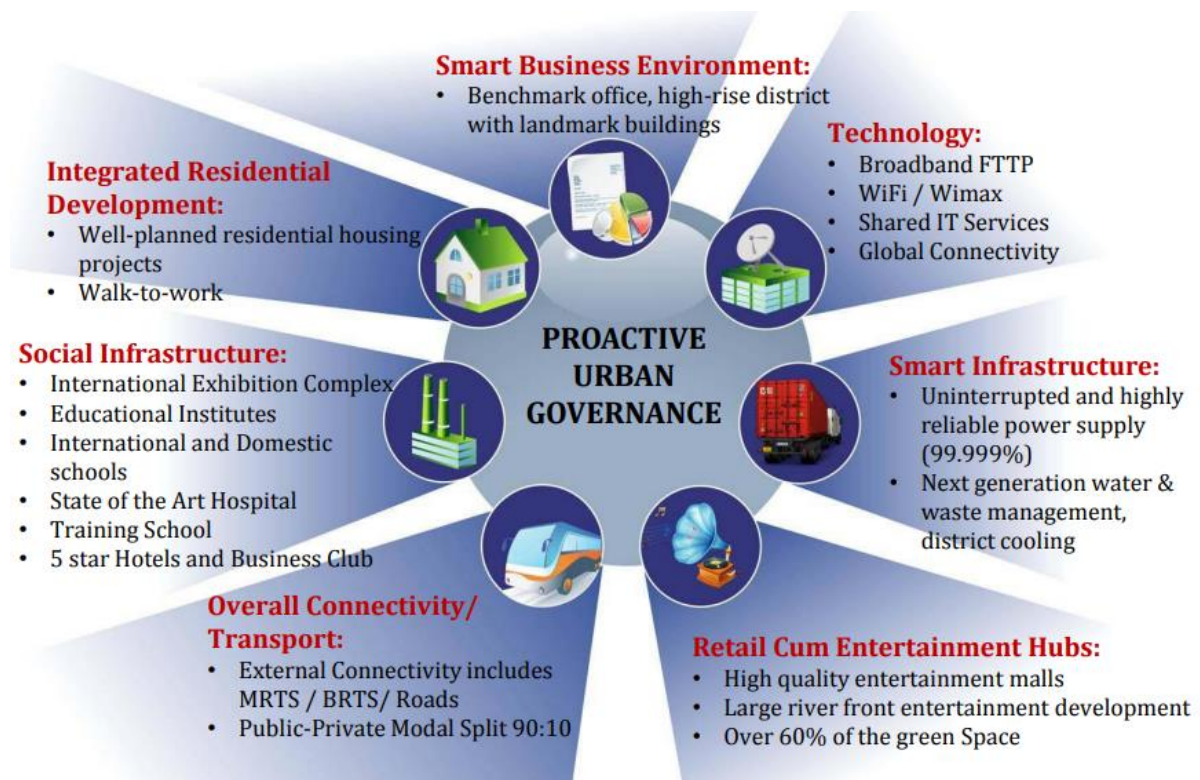 Smart Business Environment:
• Benchmark office, high-rise district
with landmark buildings
Technology:
• Broadband FTTP
• WiFi / Wimax
• Shared IT Services
• Global Connectivity
Integrated Residential
Development:
• Well-planned residential housing
projects
• Walk-to-work
PROACTIVE
URBAN
GOVERNANCE
Social Infrastructure:
• International Exhibition Complex
• Educational Institutes
• International and Domestic
schools
• State of the Art Hospital
• Training School
• 5 star Hotels and Business Club
Smart Infrastructure:
• Uninterrupted and highly
reliable power supply
(99.999%)
• Next generation water &
waste management,
district cooling
Overall Connectivity/
Transport:
• External Connectivity includes
MRTS / BRTS/ Roads
• Public-Private Modal Split 90:10
Retail Cum Entertainment Hubs:
• High quality entertainment malls
• Large river front entertainment development
• Over 60% of the green Space